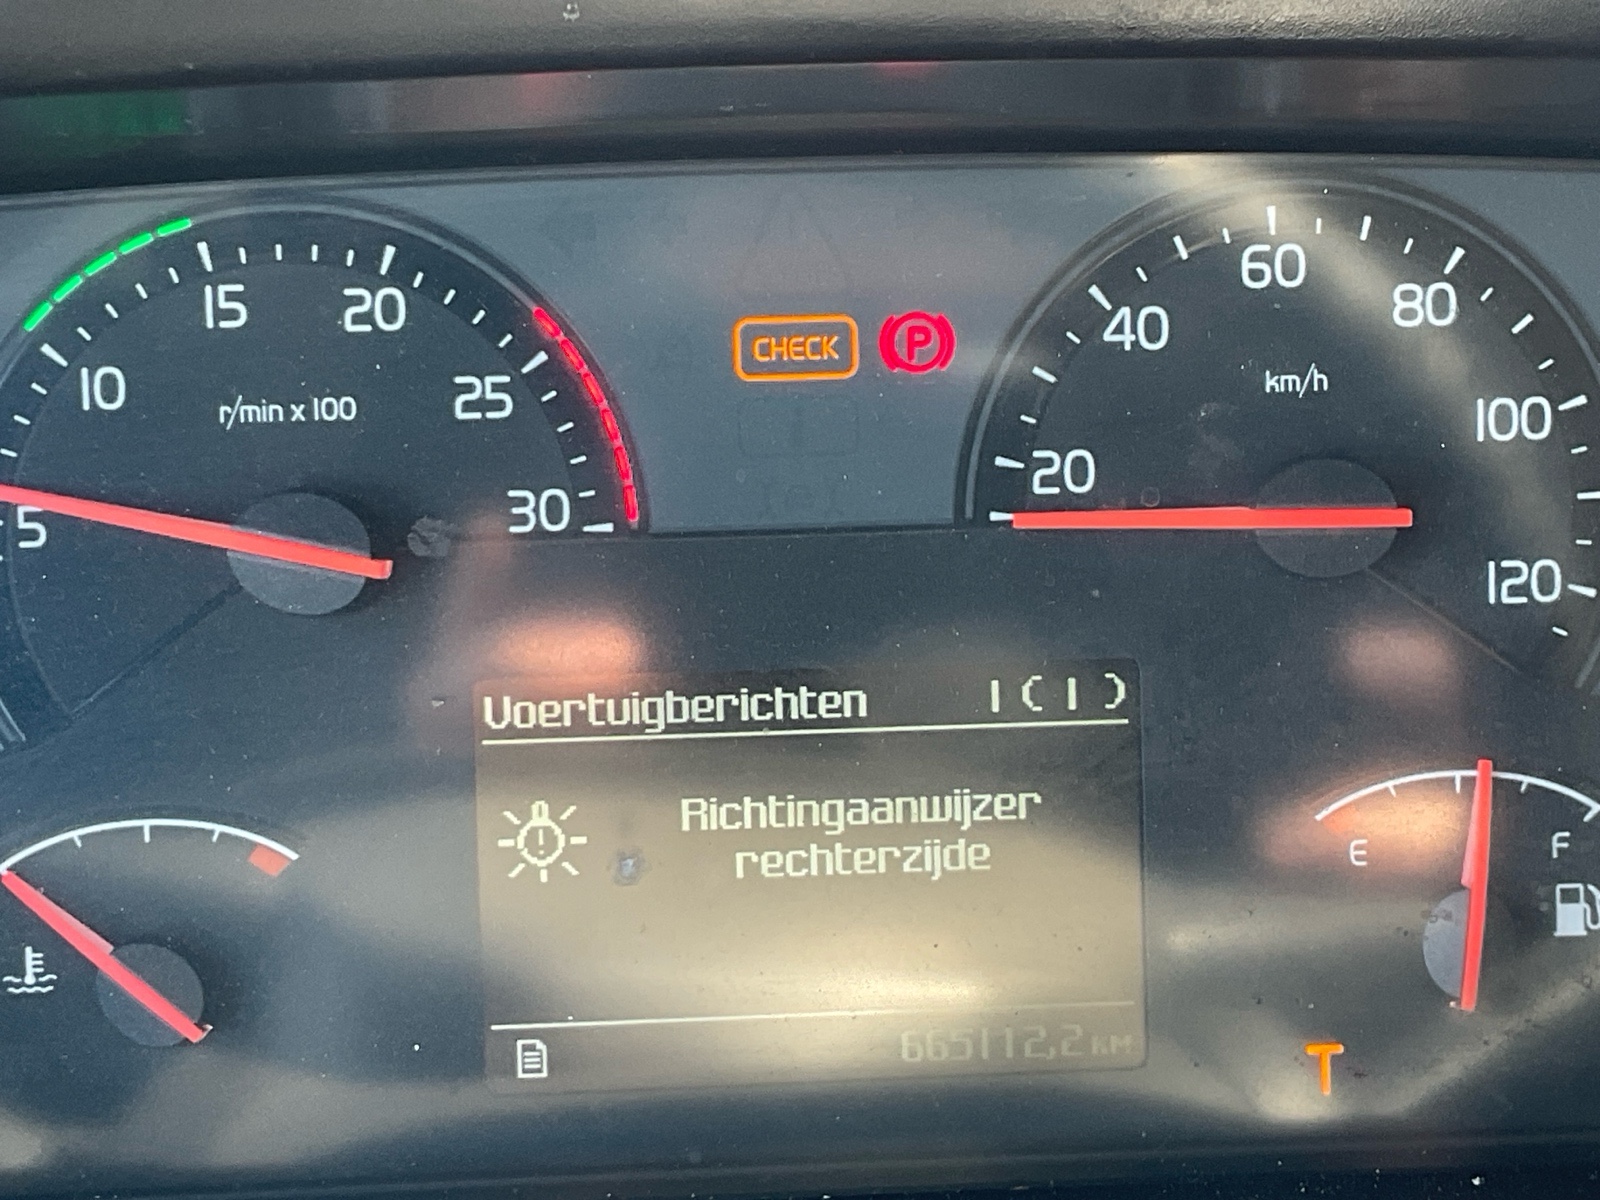 15
20
10
25
r/min x 100
5
30
CHECK
P
60
40
80
km/h
20
100
120
Voertuigberichten 1(1)
Richtingaanwijzer
rechterzijde
E
F
665112,2 KM
T